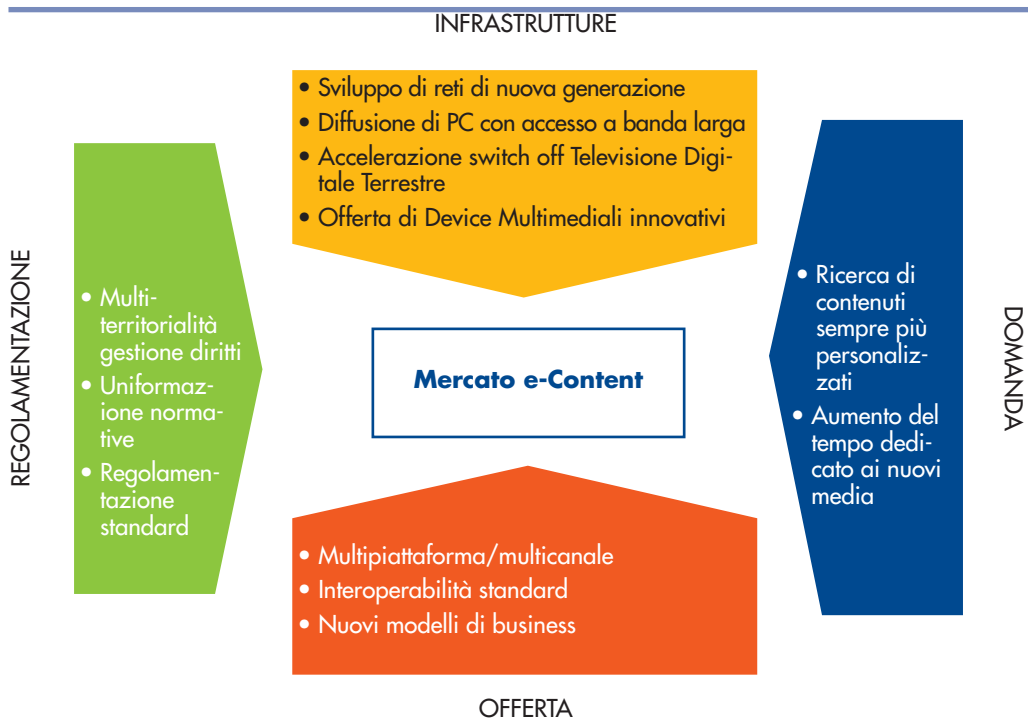 INFRASTRUTTURE
• Sviluppo di reti di nuova generazione
• Diffusione di PC con accesso a banda larga
• Accelerazione switch off Televisione Digi-
tale Terrestre
• Offerta di Device Multimediali innovativi
REGOLAMENTAZIONE
• Multi-
territorialità
gestione diritti
• Uniformaz-
ione norma-
tive
• Regolamen-
tazione
standard
Mercato e-Content
• Ricerca di
contenuti
sempre più
personaliz-
zati
• Aumento del
tempo dedi-
cato ai nuovi
media
DOMANDA
• Multipiattaforma/multicanale
• Interoperabilità standard
• Nuovi modelli di business
OFFERTA